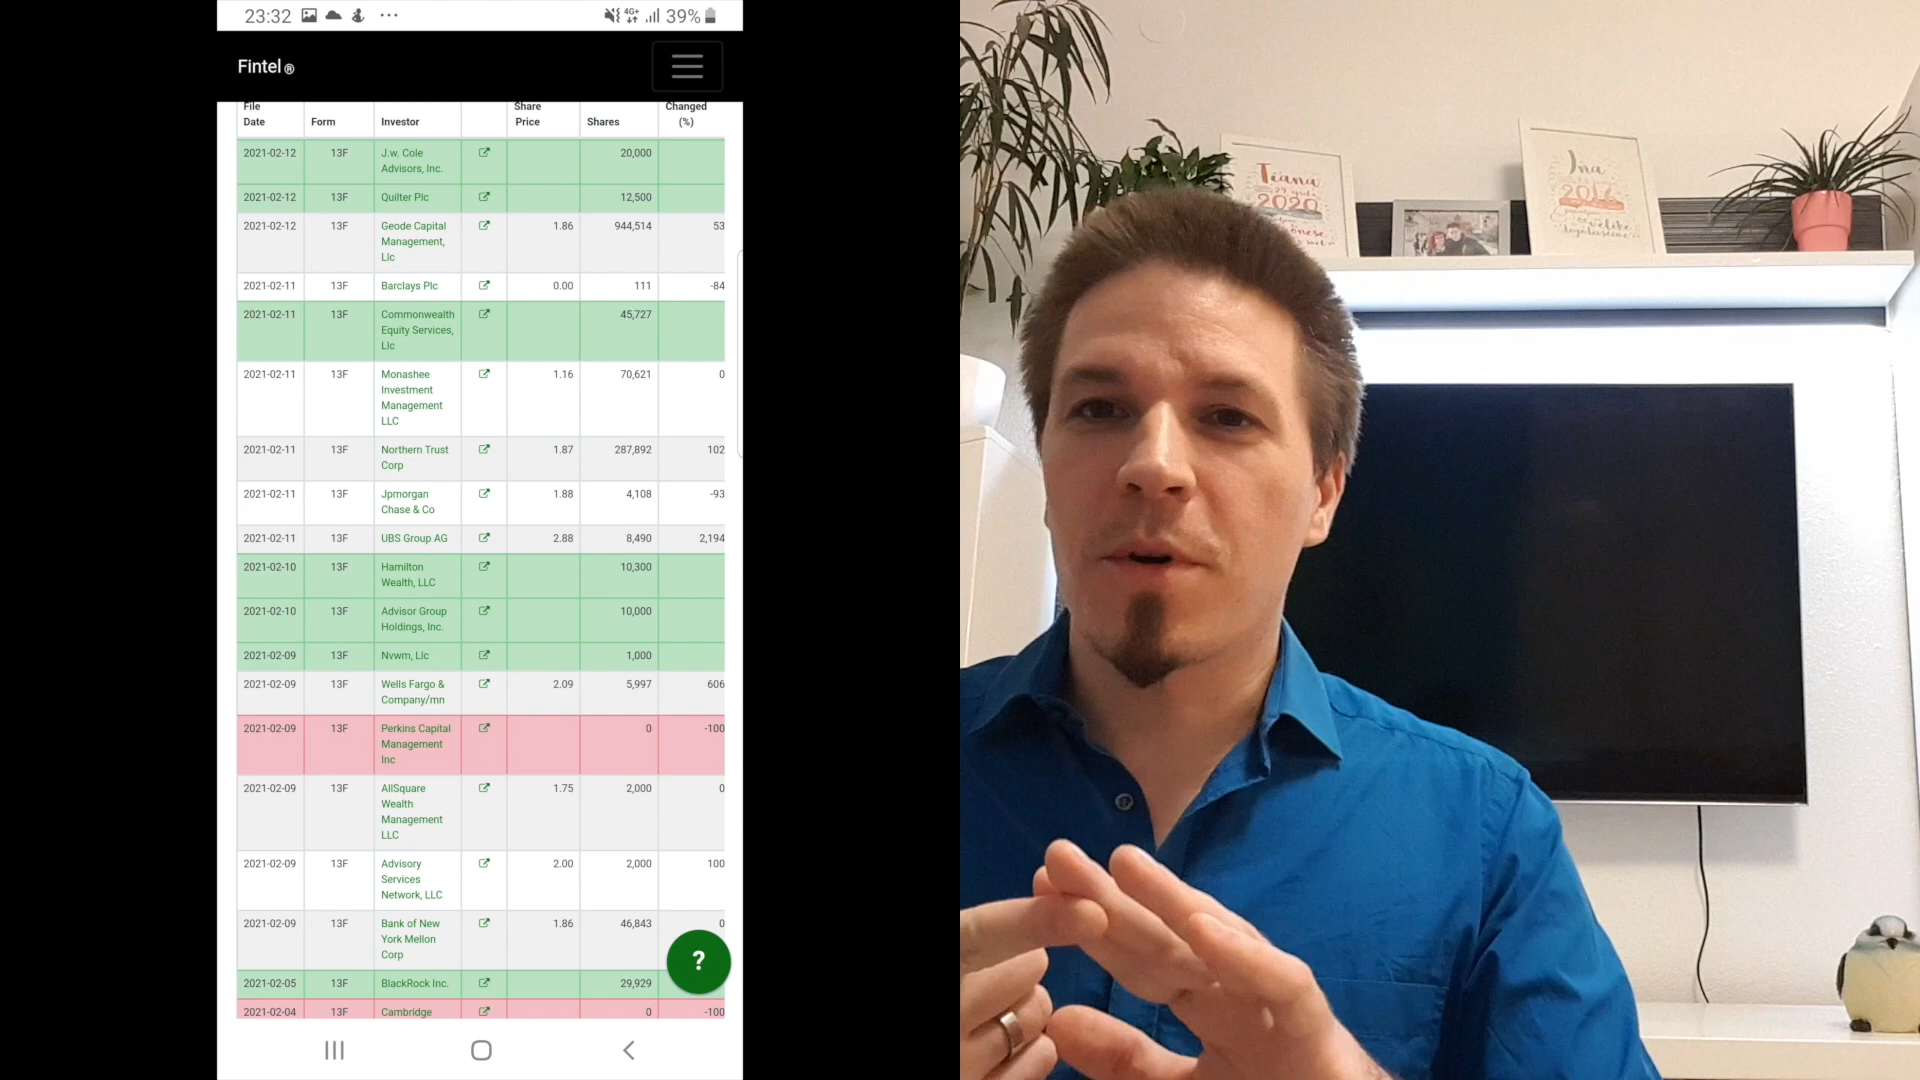 23:32 4G+ 39%
Fintel ®
File Date Form Investor Share Price Shares Changed (%)
2021-02-12 13F J.w. Cole Advisors, Inc. 20,000
2021-02-12 13F Quilter Plc 12,500
2021-02-12 13F Geode Capital Management, Llc 1.86 944,514 53
2021-02-11 13F Barclays Plc 0.00 111 -84
2021-02-11 13F Commonwealth Equity Services, Llc 45,727
2021-02-11 13F Monashee Investment Management LLC 1.16 70,621 0
2021-02-11 13F Northern Trust Corp 1.87 287,892 102
2021-02-11 13F Jpmorgan Chase & Co 1.88 4,108 -93
2021-02-11 13F UBS Group AG 2.88 8,490 2,194
2021-02-10 13F Hamilton Wealth, LLC 10,300
2021-02-10 13F Advisor Group Holdings, Inc. 10,000
2021-02-09 13F Nvwm, Llc 1,000
2021-02-09 13F Wells Fargo & Company/mn 2.09 5,997 606
2021-02-09 13F Perkins Capital Management Inc 0 -100
2021-02-09 13F AllSquare Wealth Management LLC 1.75 2,000 0
2021-02-09 13F Advisory Services Network, LLC 2.00 2,000 100
2021-02-09 13F Bank of New York Mellon Corp 1.86 46,843 0
?
2021-02-05 13F BlackRock Inc. 29,929
2021-02-04 13F Cambridge 0 -100
Tiana
2020
Ina